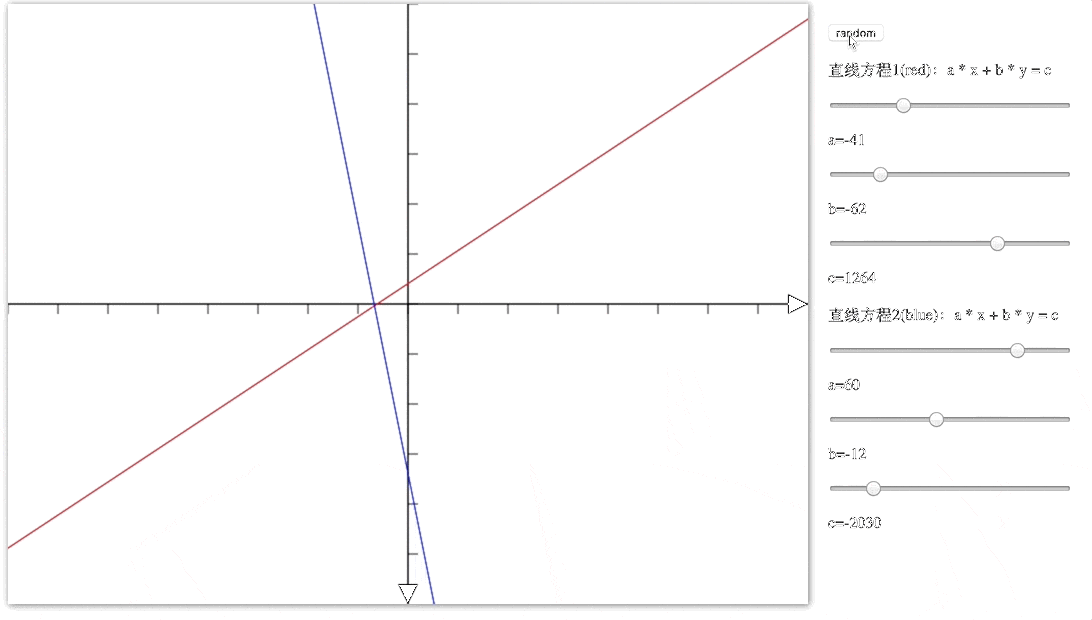 random
直线方程1(red)：a * x + b * y = c
a=-41
b=-62
c=1264
直线方程2(blue)：a * x + b * y = c
a=60
b=-12
c=-2030